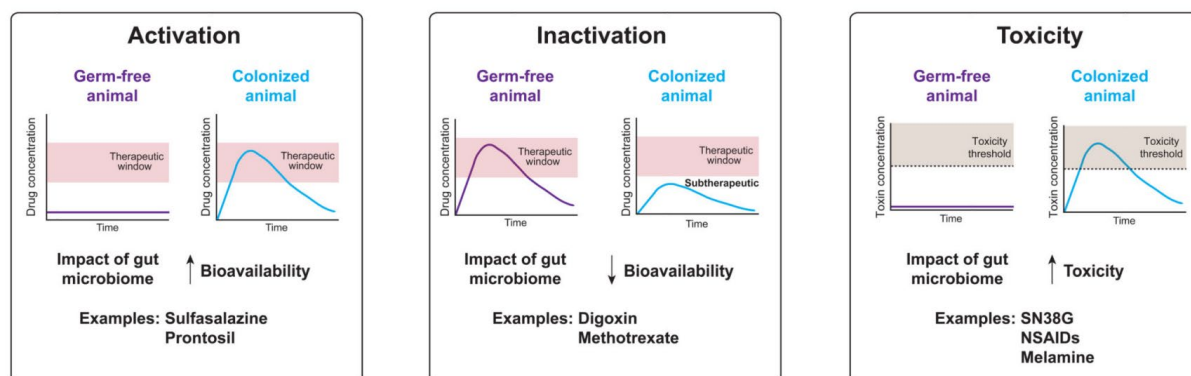 Activation
Germ-free
animal
Colonized
animal
Drug concentration
Therapeutic
window
Time
Drug concentration
Therapeutic
window
Time
Impact of gut
microbiome
↑ Bioavailability
Examples: Sulfasalazine
Prontosil
Inactivation
Germ-free
animal
Colonized
animal
Drug concentration
Therapeutic
window
Time
Drug concentration
Therapeutic
window
Subtherapeutic
Time
Impact of gut
microbiome
↓ Bioavailability
Examples: Digoxin
Methotrexate
Toxicity
Germ-free
animal
Colonized
animal
Toxin concentration
Toxicity
threshold
Time
Toxin concentration
Toxicity
threshold
Time
Impact of gut
microbiome
↑ Toxicity
Examples: SN38G
NSAIDs
Melamine